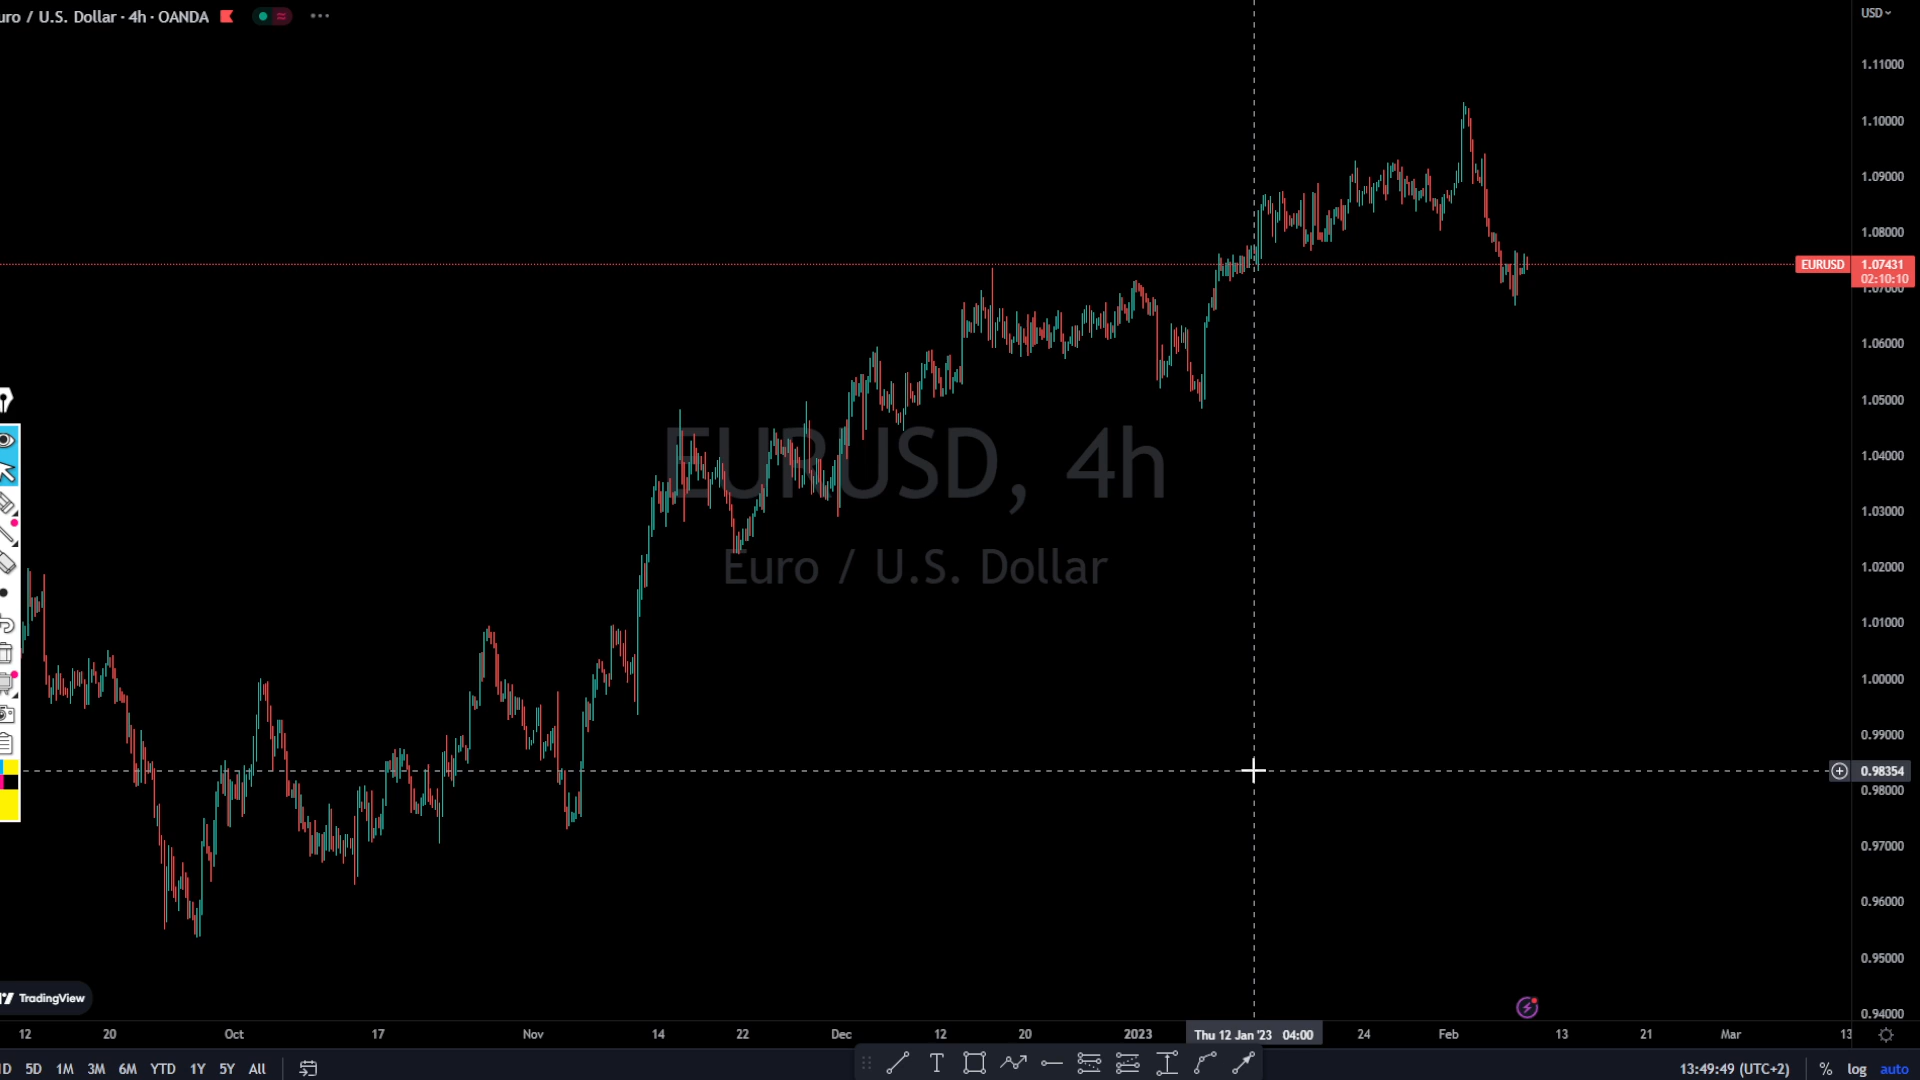 uro / U.S. Dollar · 4h · OANDA
USD
1.11000
1.10000
1.09000
1.08000
EURUSD 1.07431
02:10:10
1.07000
1.06000
1.05000
1.04000
1.03000
1.02000
1.01000
1.00000
0.99000
0.98354
0.98000
0.97000
0.96000
0.95000
0.94000
EURUSD, 4h
Euro / U.S. Dollar
TradingView
12 20 Oct 17 Nov 14 22 Dec 12 20 2023 Thu 12 Jan '23 04:00 24 Feb 13 21 Mar 13
1D 5D 1M 3M 6M YTD 1Y 5Y All
T
13:49:49 (UTC+2) % log auto